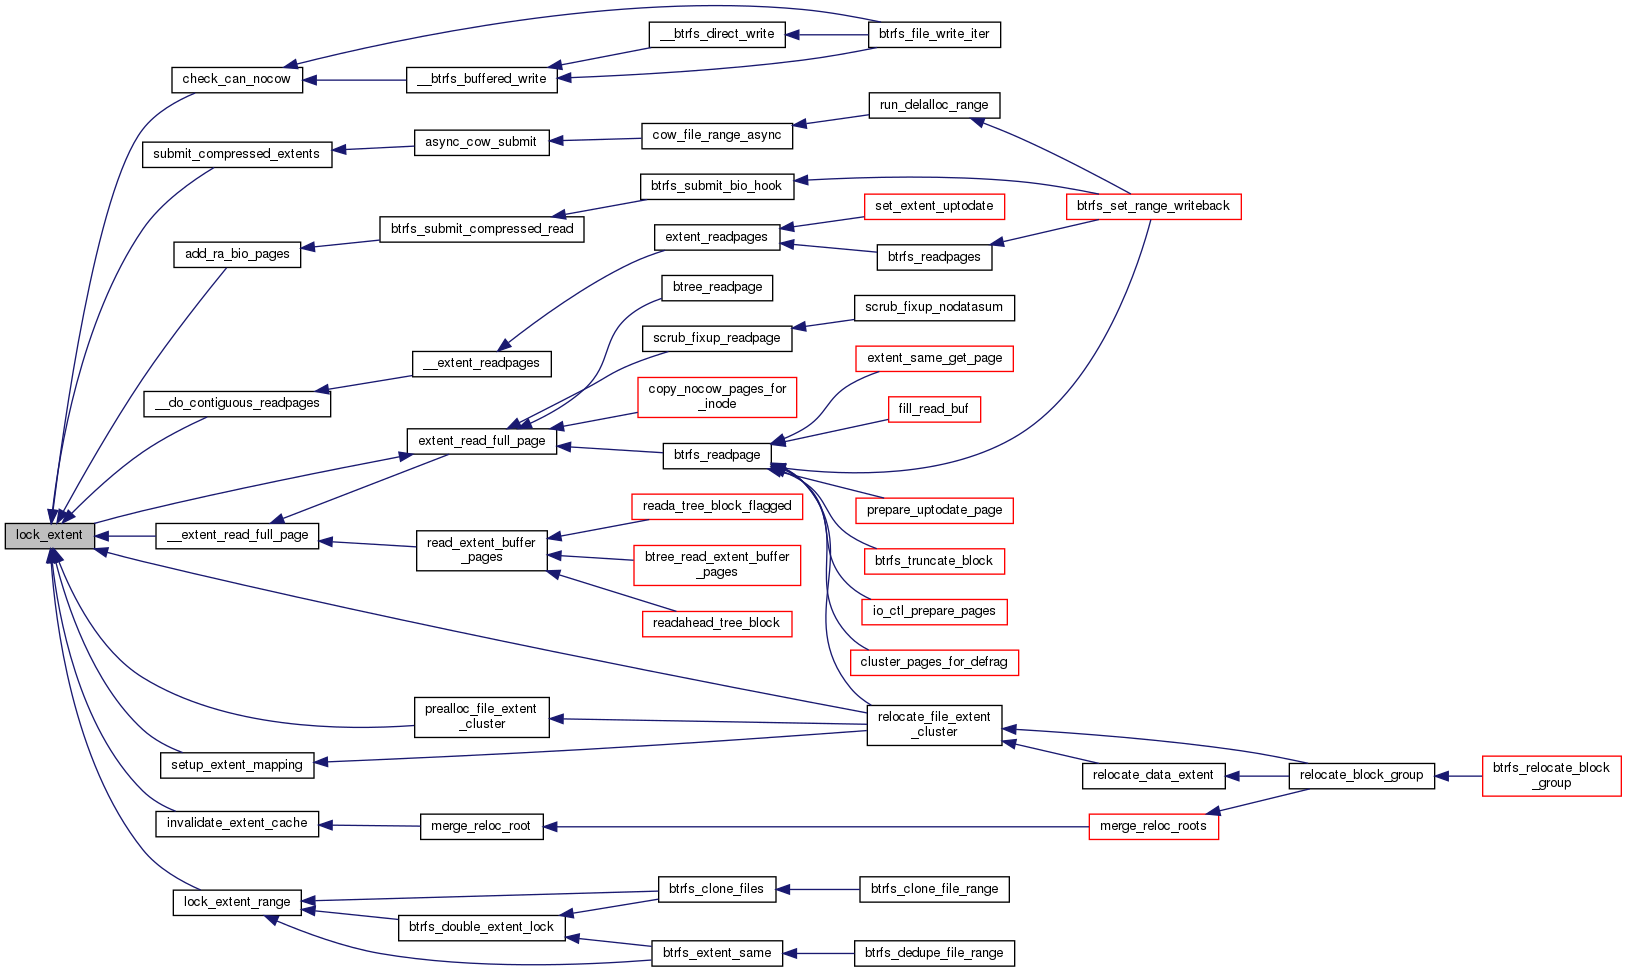 __btrfs_direct_write
btrfs_file_write_iter
check_can_nocow
__btrfs_buffered_write
run_delalloc_range
cow_file_range_async
async_cow_submit
submit_compressed_extents
btrfs_submit_bio_hook
set_extent_uptodate
btrfs_set_range_writeback
btrfs_submit_compressed_read
extent_readpages
add_ra_bio_pages
btrfs_readpages
btree_readpage
scrub_fixup_nodatasum
scrub_fixup_readpage
extent_same_get_page
__extent_readpages
copy_nocow_pages_for
_inode
__do_contiguous_readpages
fill_read_buf
extent_read_full_page
btrfs_readpage
reada_tree_block_flagged
prepare_uptodate_page
lock_extent
__extent_read_full_page
read_extent_buffer
_pages
btree_read_extent_buffer
_pages
btrfs_truncate_block
readahead_tree_block
io_ctl_prepare_pages
cluster_pages_for_defrag
prealloc_file_extent
_cluster
relocate_file_extent
_cluster
setup_extent_mapping
relocate_data_extent
relocate_block_group
btrfs_relocate_block
_group
invalidate_extent_cache
merge_reloc_root
merge_reloc_roots
btrfs_clone_files
btrfs_clone_file_range
lock_extent_range
btrfs_double_extent_lock
btrfs_extent_same
btrfs_dedupe_file_range